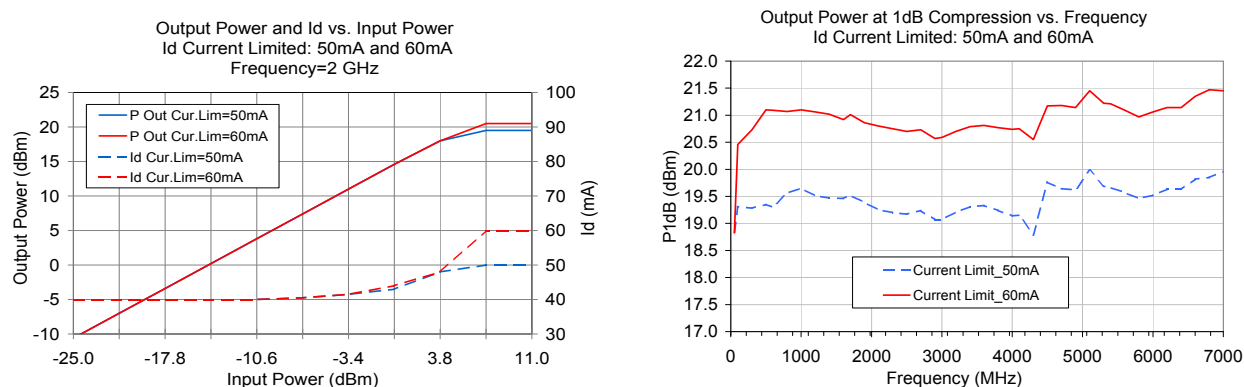 Output Power and Id vs. Input Power
Id Current Limited: 50mA and 60mA
Frequency=2 GHz
25
20
15
10
5
0
-5
-10
Output Power (dBm)
P Out Cur.Lim=50mA
P Out Cur.Lim=60mA
Id Cur.Lim=50mA
Id Cur.Lim=60mA
100
90
80
70
60
50
40
30
Id (mA)
-25.0 -17.8 -10.6 -3.4 3.8 11.0
Input Power (dBm)
Output Power at 1dB Compression vs. Frequency
Id Current Limited: 50mA and 60mA
22.0
21.5
21.0
20.5
20.0
19.5
19.0
18.5
18.0
17.5
17.0
P1dB (dBm)
Current Limit_50mA
Current Limit_60mA
0 1000 2000 3000 4000 5000 6000 7000
Frequency (MHz)